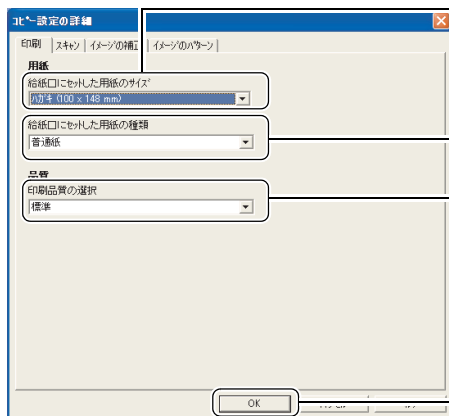 コピー設定の詳細
印刷 スキャン イメージの補正 イメージのパターン
用紙
給紙口にセットした用紙のサイズ
ハガキ (100 x 148 mm)
給紙口にセットした用紙の種類
普通紙
品質
印刷品質の選択
標準
OK